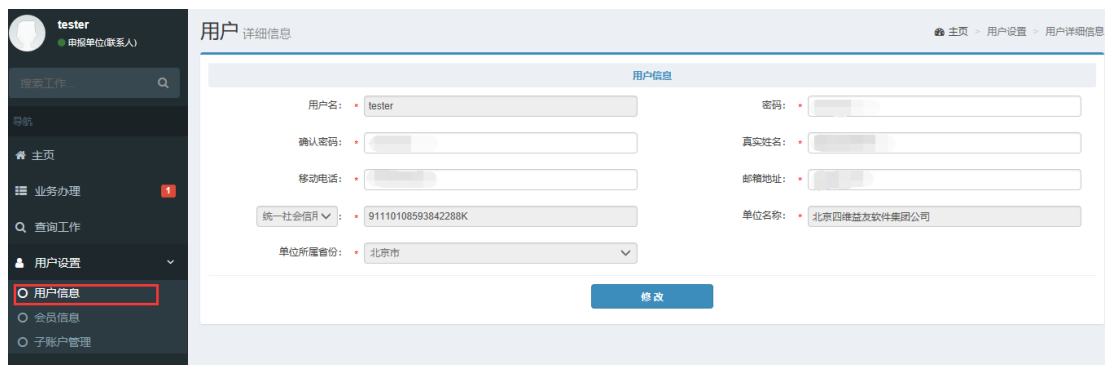 tester
申报单位(联系人)
用户 详细信息
主页 > 用户设置 > 用户详细信息
搜索工作...
用户信息
导航
用户名: * tester
密码: *
确认密码: *
真实姓名: *
主页
移动电话: *
邮箱地址: *
业务办理 1
统一社会信用 : * 91110108593842288K
单位名称: * 北京四维益友软件集团公司
查询工作
单位所属省份: * 北京市
用户设置
用户信息
修改
会员信息
子账户管理